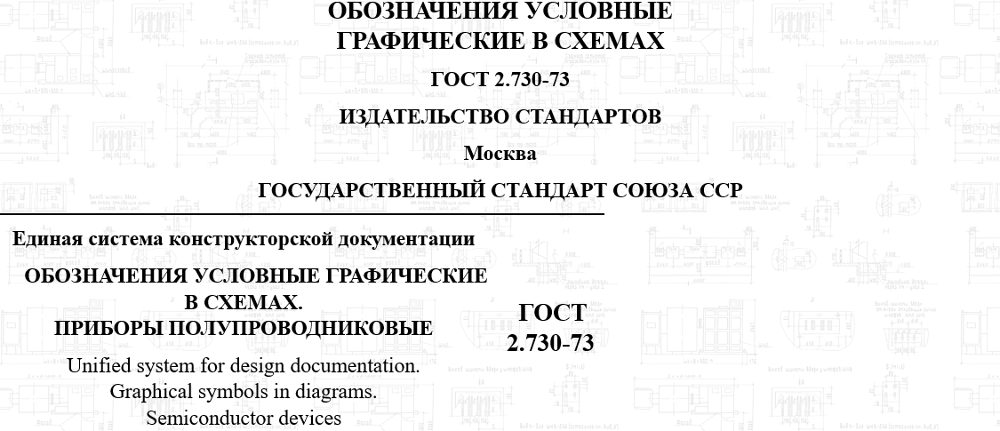 ОБОЗНАЧЕНИЯ УСЛОВНЫЕ
ГРАФИЧЕСКИЕ В СХЕМАХ
ГОСТ 2.730-73
ИЗДАТЕЛЬСТВО СТАНДАРТОВ
Москва
ГОСУДАРСТВЕННЫЙ СТАНДАРТ СОЮЗА ССР
Единая система конструкторской документации
ОБОЗНАЧЕНИЯ УСЛОВНЫЕ ГРАФИЧЕСКИЕ
В СХЕМАХ.
ПРИБОРЫ ПОЛУПРОВОДНИКОВЫЕ
Unified system for design documentation.
Graphical symbols in diagrams.
Semiconductor devices
ГОСТ
2.730-73